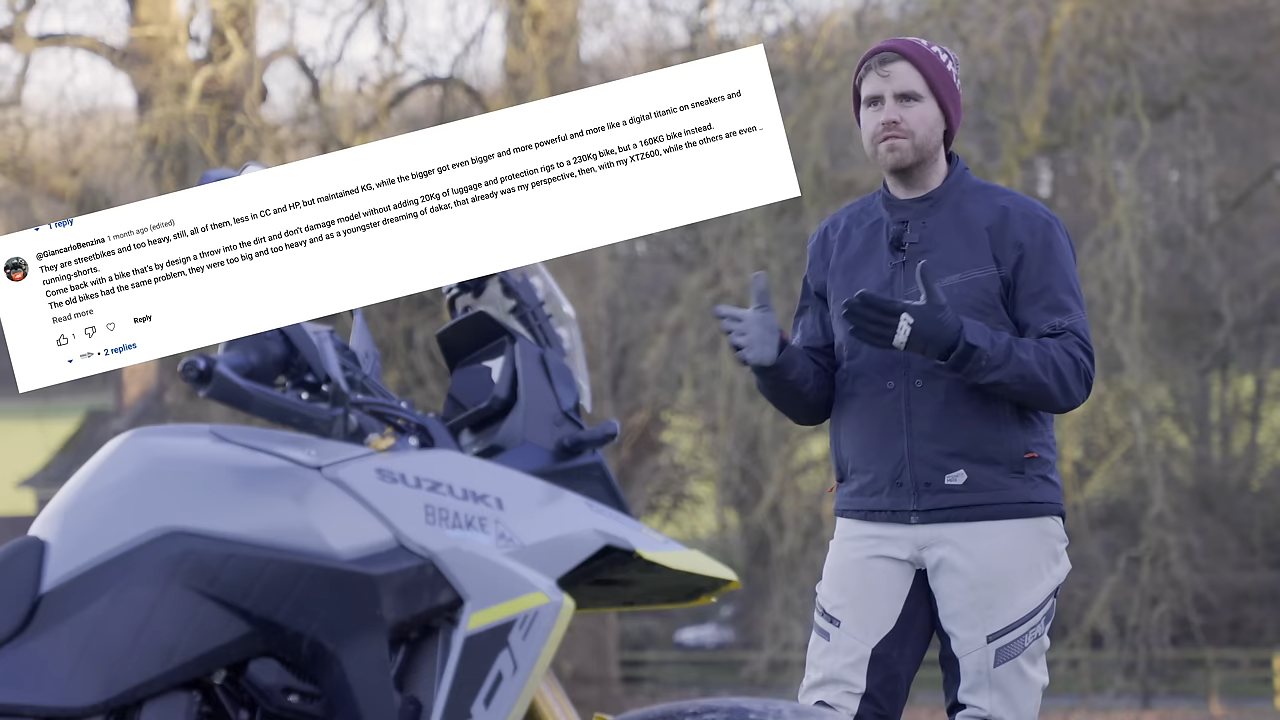 1 reply
@GiancarloBenzina 1 month ago (edited)
They are streetbikes and too heavy, still, all of them, less in CC and HP, but maintained KG, while the bigger got even bigger and more powerful and more like a digital titanic on sneakers and
running-shorts.
Come back with a bike that's by design a throw into the dirt and don't damage model without adding 20Kg of luggage and protection rigs to a 230Kg bike, but a 160KG bike instead.
The old bikes had the same problem, they were too big and too heavy and as a youngster dreaming of dakar, that already was my perspective, then, with my XTZ600, while the others are even ..
Read more
1
Reply
2 replies
SUZUKI
BRAKE